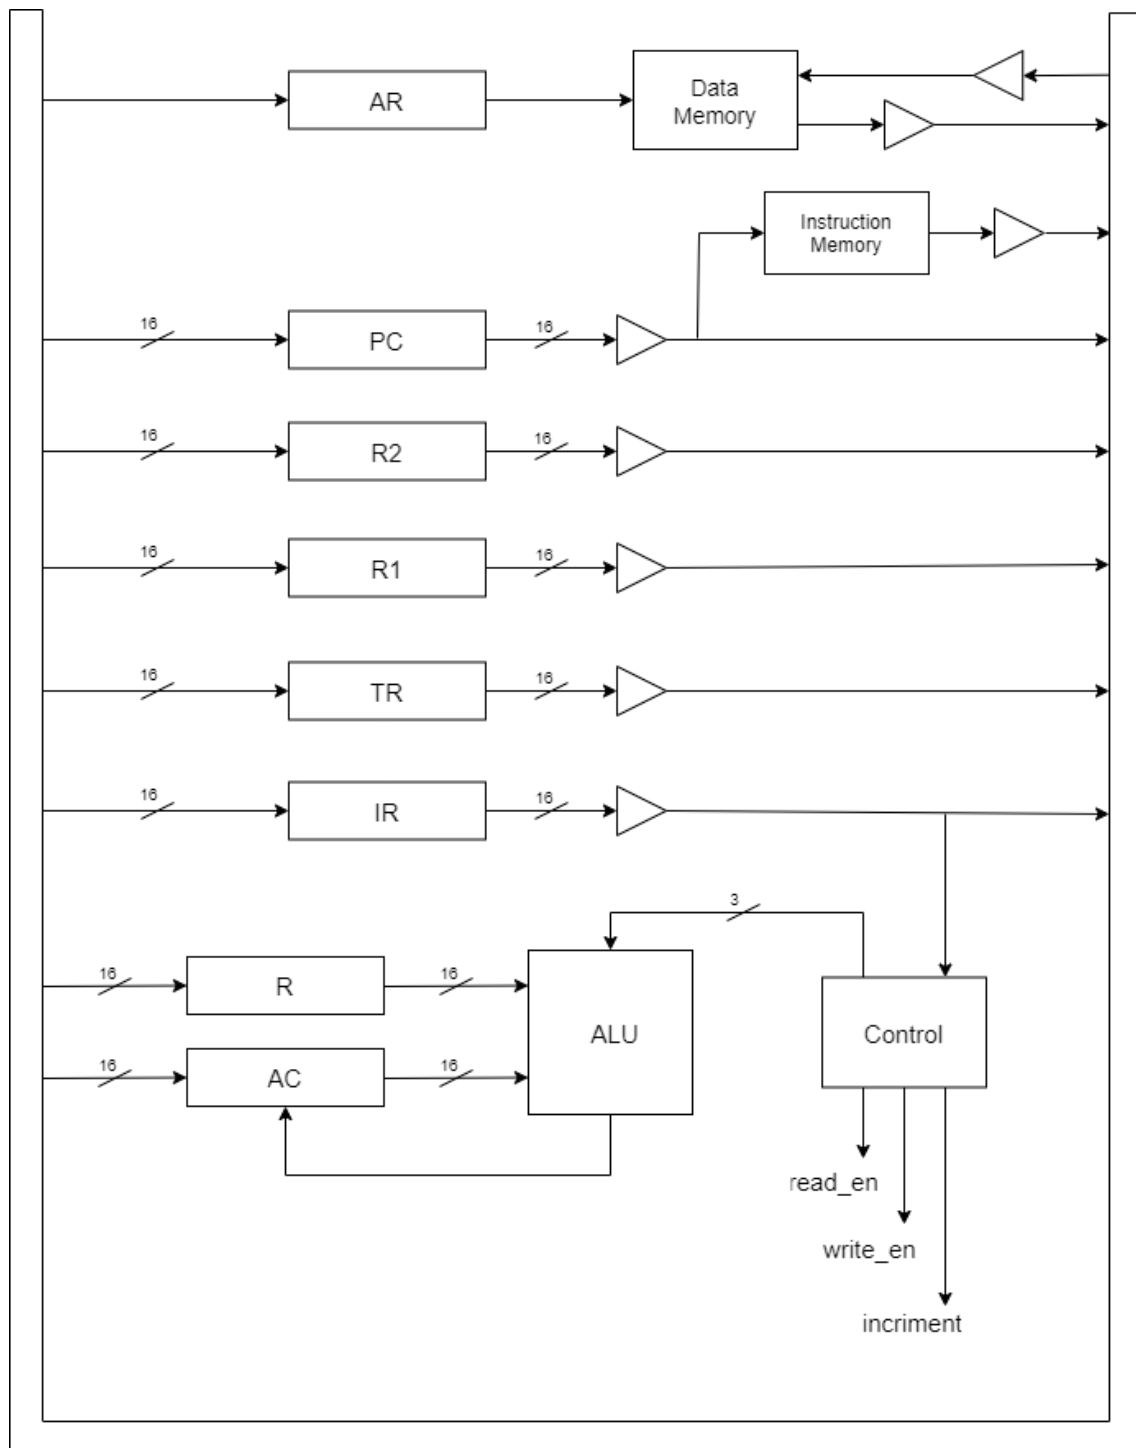 AR
Data
Memory
Instruction
Memory
16
PC
16
16
R2
16
16
R1
16
16
TR
16
16
IR
16
3
16
R
16
ALU
Control
16
AC
16
read_en
write_en
incriment